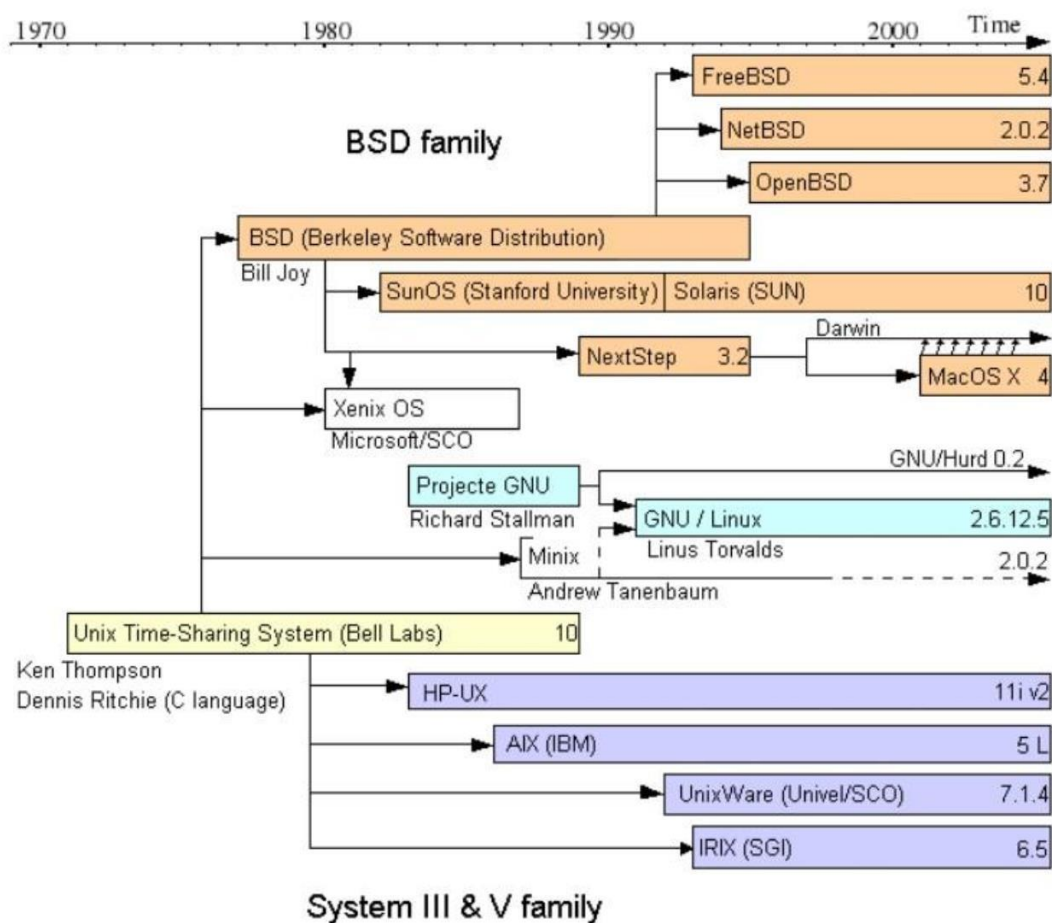 1970 1980 1990 2000 Time
FreeBSD 5.4
BSD family
NetBSD 2.0.2
OpenBSD 3.7
BSD (Berkeley Software Distribution)
Bill Joy
SunOS (Stanford University) Solaris (SUN) 10
Darwin
NextStep 3.2
MacOS X 4
Xenix OS
Microsoft/SCO
GNU/Hurd 0.2
Projecte GNU
Richard Stallman
GNU / Linux 2.6.12.5
Linus Torvalds
Minix 2.0.2
Andrew Tanenbaum
Unix Time-Sharing System (Bell Labs) 10
Ken Thompson
Dennis Ritchie (C language)
HP-UX 11i v2
AIX (IBM) 5 L
UnixWare (Univel/SCO) 7.1.4
IRIX (SGI) 6.5
System III & V family